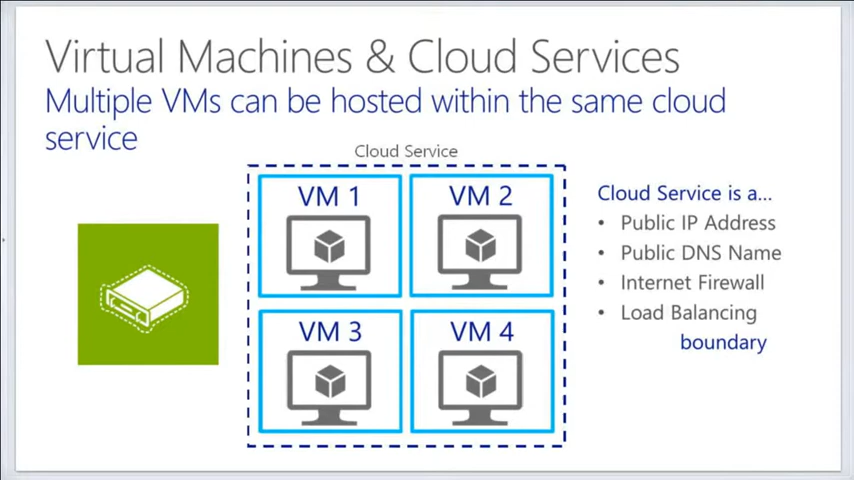 Virtual Machines & Cloud Services
Multiple VMs can be hosted within the same cloud
service
Cloud Service
VM 1
VM 2
VM 3
VM 4
Cloud Service is a...
• Public IP Address
• Public DNS Name
• Internet Firewall
• Load Balancing
boundary